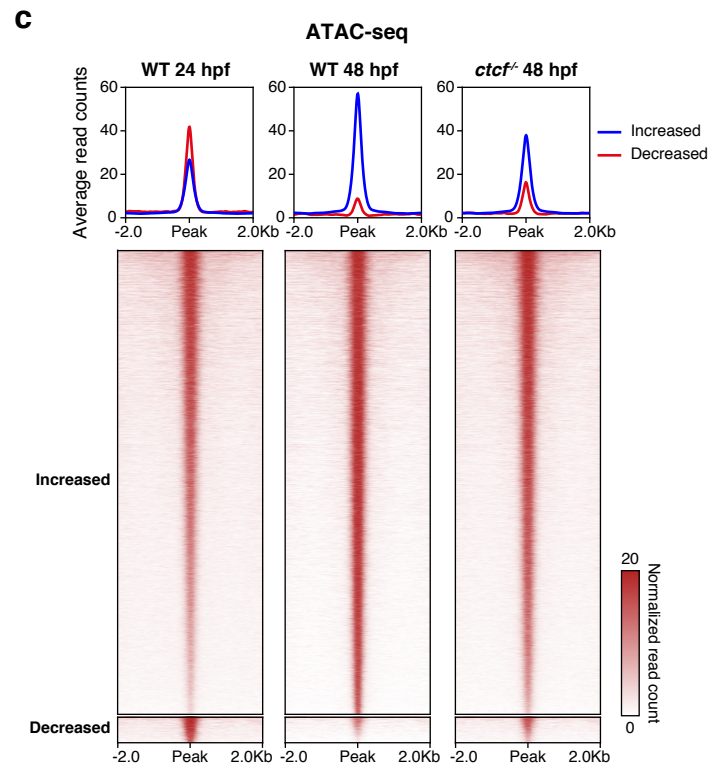 c
ATAC-seq
WT 24 hpf WT 48 hpf ctcf-/- 48 hpf
Average read counts
60 60 60
40 40 40
20 20 20
0 0 0
-2.0 Peak 2.0Kb -2.0 Peak 2.0Kb -2.0 Peak 2.0Kb
Increased
Decreased
Increased
Decreased
-2.0 Peak 2.0Kb -2.0 Peak 2.0Kb -2.0 Peak 2.0Kb
20
Normalized read count
0